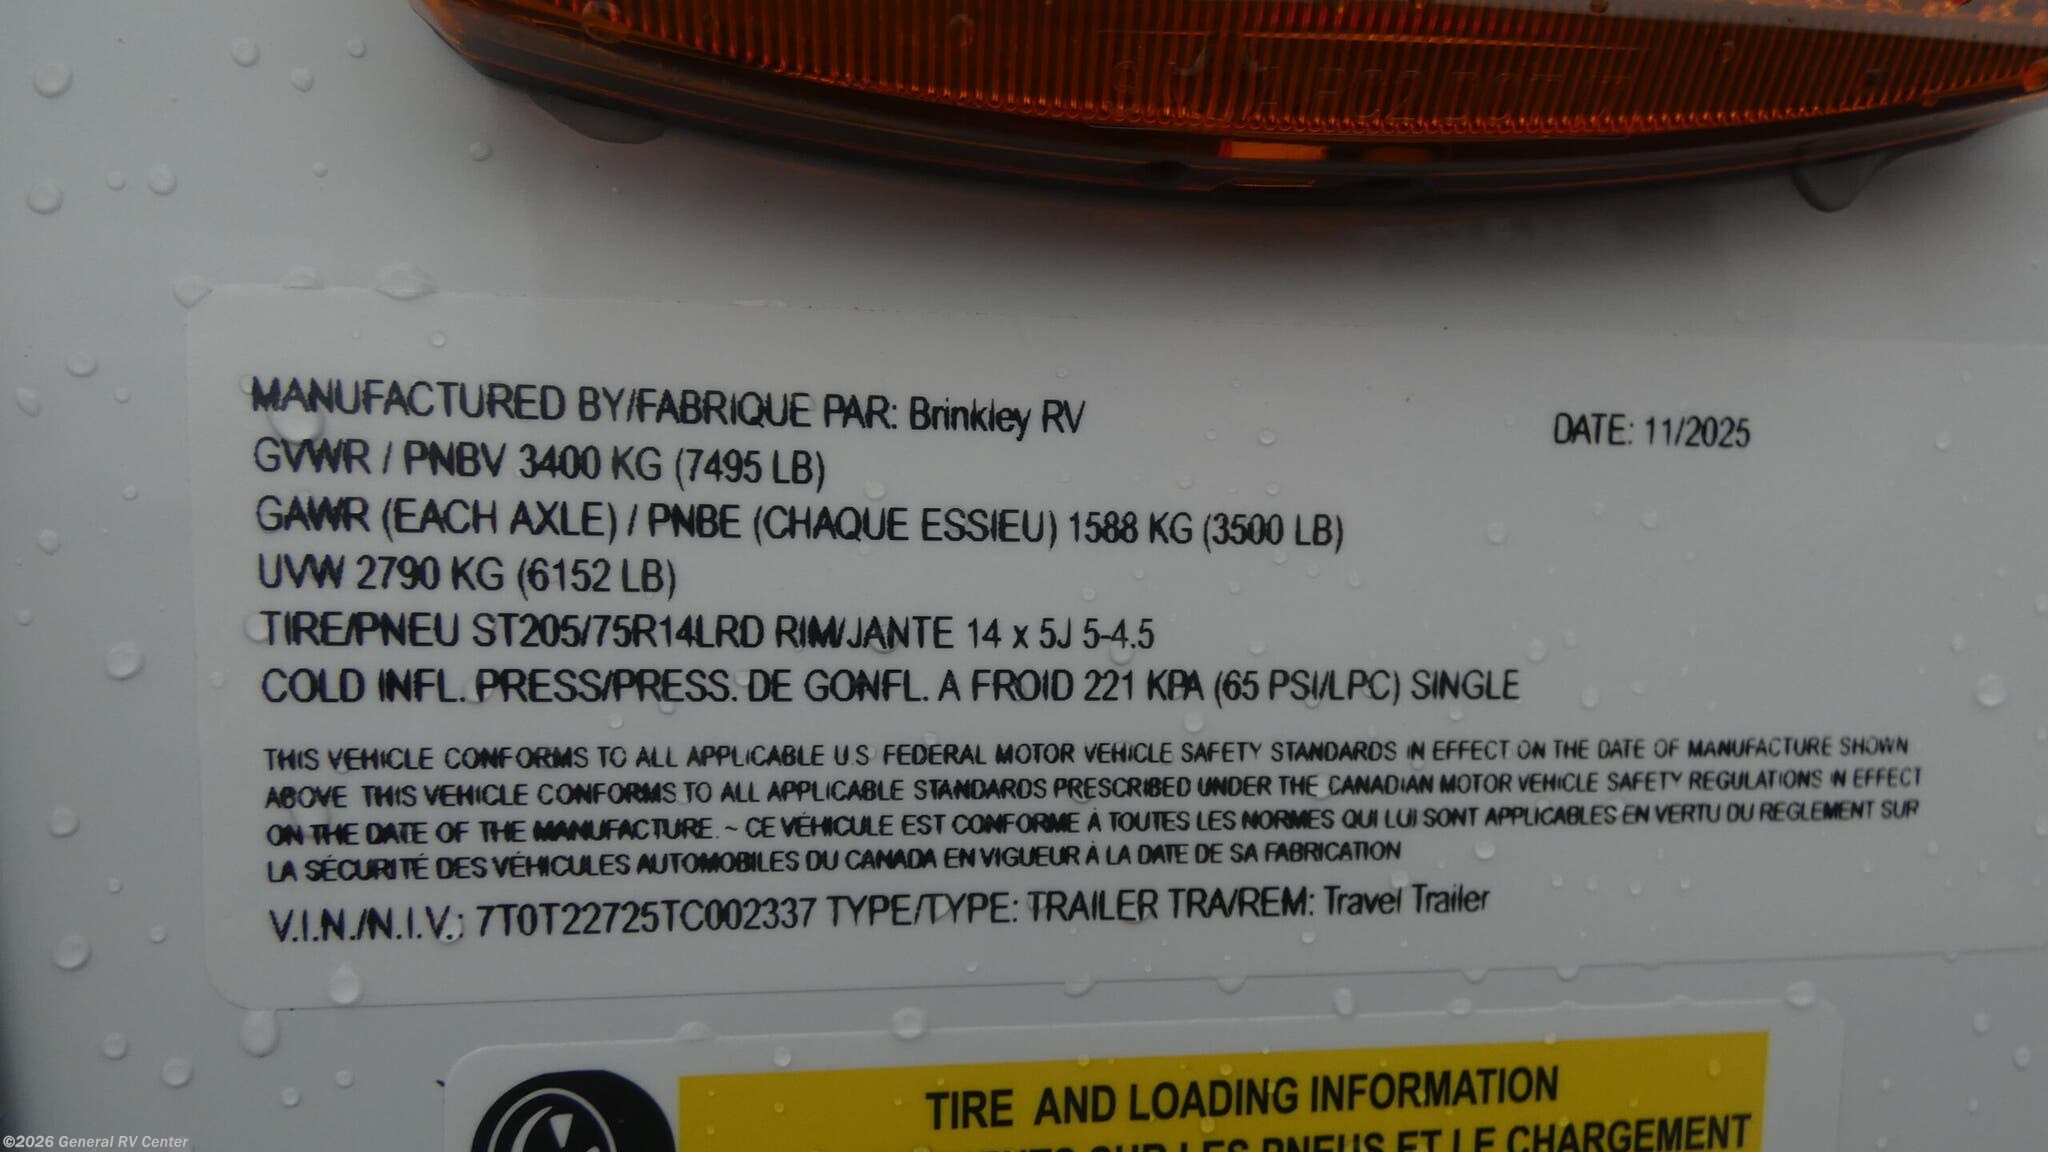 MANUFACTURED BY/FABRIQUE PAR: Brinkley RV DATE: 11/2025
GVWR / PNBV 3400 KG (7495 LB)
GAWR (EACH AXLE) / PNBE (CHAQUE ESSIEU) 1588 KG (3500 LB)
UVW 2790 KG (6152 LB)
TIRE/PNEU ST205/75R14LRD RIM/JANTE 14 x 5J 5-4.5
COLD INFL. PRESS/PRESS. DE GONFL. A FROID 221 KPA (65 PSI/LPC) SINGLE
THIS VEHICLE CONFORMS TO ALL APPLICABLE U.S FEDERAL MOTOR VEHICLE SAFETY STANDARDS IN EFFECT ON THE DATE OF MANUFACTURE SHOWN
ABOVE THIS VEHICLE CONFORMS TO ALL APPLICABLE STANDARDS PRESCRIBED UNDER THE CANADIAN MOTOR VEHICLE SAFETY REGULATIONS IN EFFECT
ON THE DATE OF THE MANUFACTURE. ~ CE VÉHICULE EST CONFORME À TOUTES LES NORMES QUI LUI SONT APPLICABLES EN VERTU DU REGLEMENT SUR
LA SÉCURITÉ DES VÉHICULES AUTOMOBILES DU CANADA EN VIGUEUR À LA DATE DE SA FABRICATION
V.I.N./N.I.V.: 7T0T22725TC002337 TYPE/TYPE: TRAILER TRA/REM: Travel Trailer
TIRE AND LOADING INFORMATION
SUR LES PNEUS ET LE CHARGEMENT
©2026 General RV Center